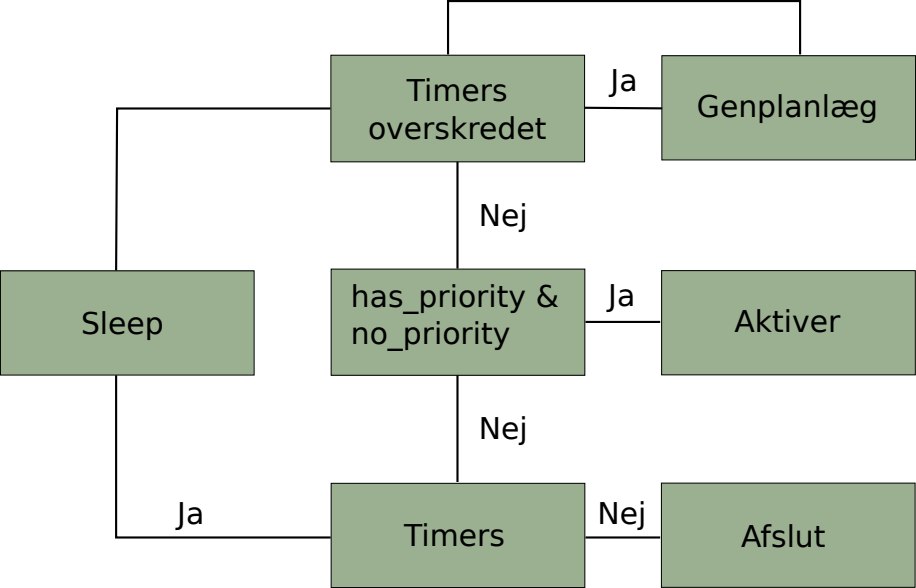 Timers
overskredet
Ja
Genplanlæg
Nej
Sleep
has_priority &
no_priority
Ja
Aktiver
Nej
Ja
Timers
Nej
Afslut